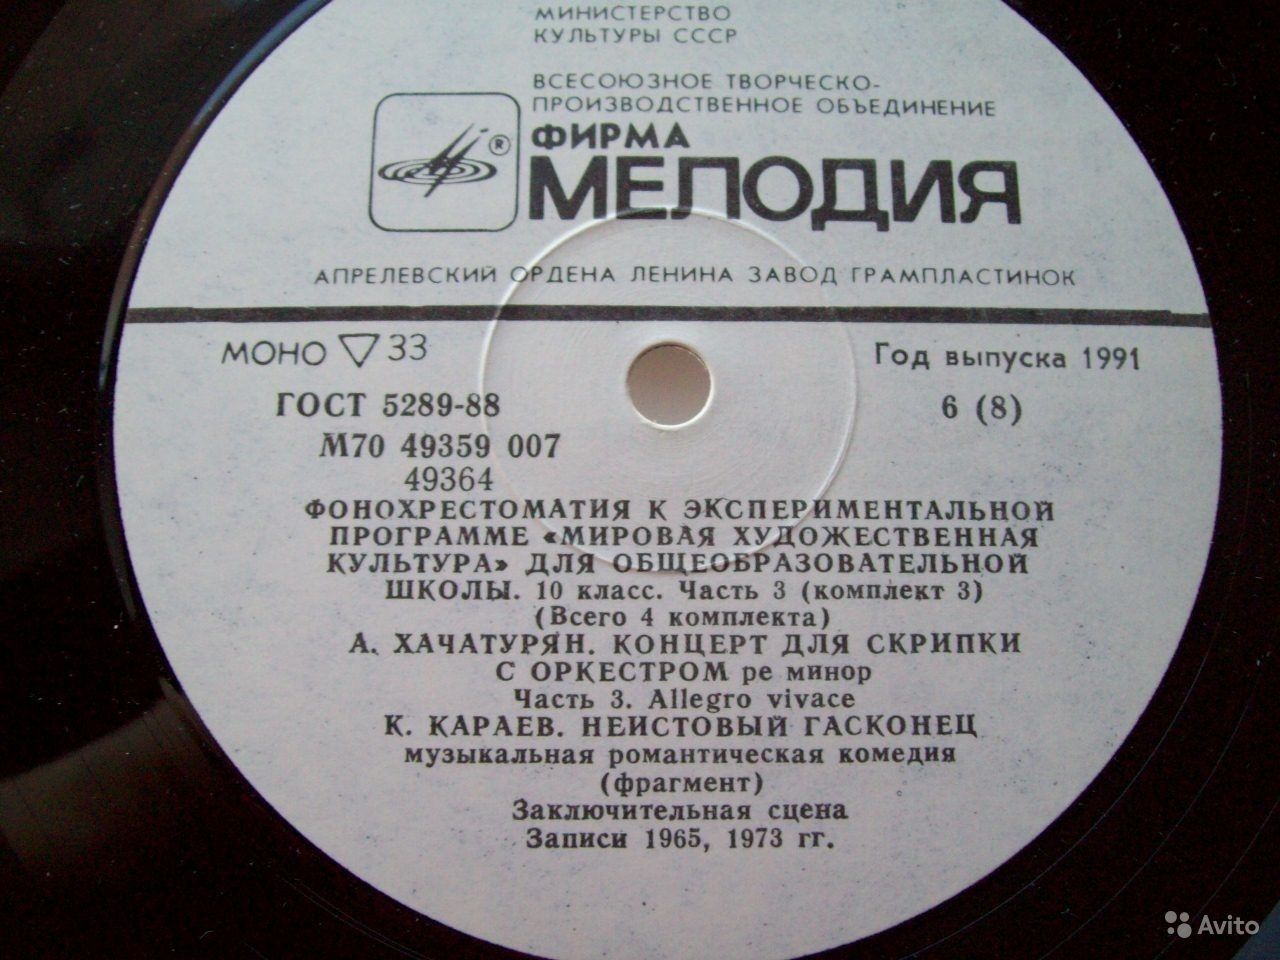 МИНИСТЕРСТВО
КУЛЬТУРЫ СССР
ВСЕСОЮЗНОЕ ТВОРЧЕСКО-
ПРОИЗВОДСТВЕННОЕ ОБЪЕДИНЕНИЕ
®
ФИРМА
МЕЛОДИЯ
АПРЕЛЕВСКИЙ ОРДЕНА ЛЕНИНА ЗАВОД ГРАМПЛАСТИНОК
МОНО ▽ 33 Год выпуска 1991
ГОСТ 5289-88 6 (8)
М70 49359 007
49364
ФОНОХРЕСТОМАТИЯ К ЭКСПЕРИМЕНТАЛЬНОЙ
ПРОГРАММЕ «МИРОВАЯ ХУДОЖЕСТВЕННАЯ
КУЛЬТУРА» ДЛЯ ОБЩЕОБРАЗОВАТЕЛЬНОЙ
ШКОЛЫ. 10 класс. Часть 3 (комплект 3)
(Всего 4 комплекта)
А. ХАЧАТУРЯН. КОНЦЕРТ ДЛЯ СКРИПКИ
С ОРКЕСТРОМ ре минор
Часть 3. Allegro vivace
К. КАРАЕВ. НЕИСТОВЫЙ ГАСКОНЕЦ
музыкальная романтическая комедия
(фрагмент)
Заключительная сцена
Записи 1965, 1973 гг.
Avito